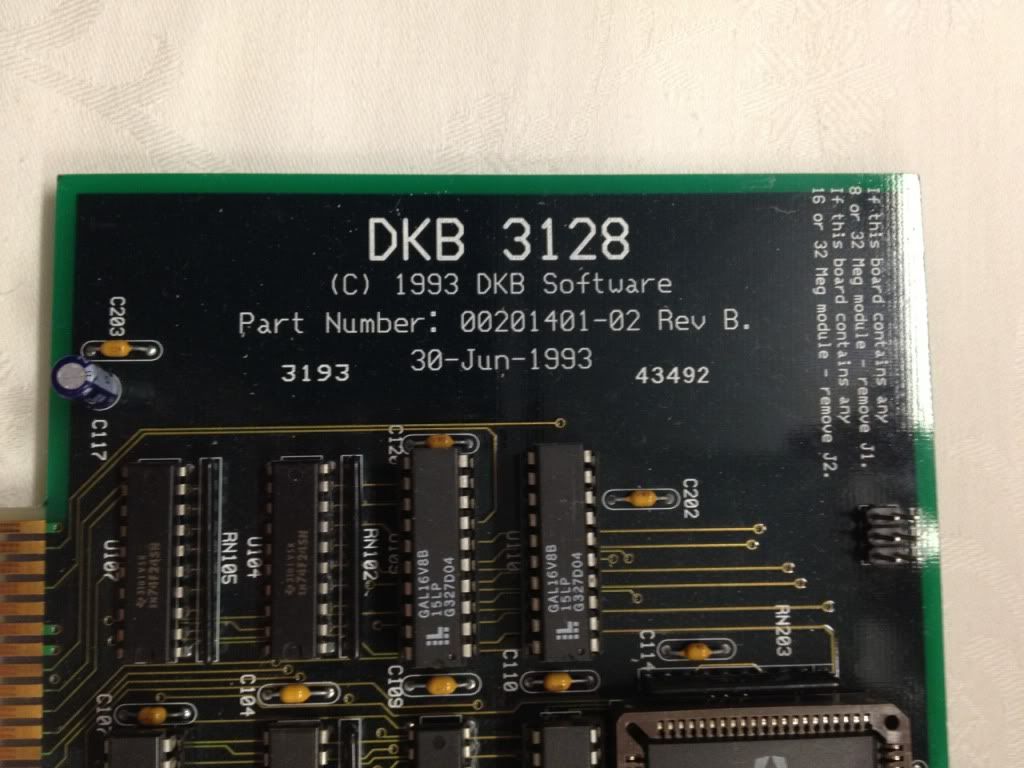 DKB 3128
(C) 1993 DKB Software
Part Number: 00201401-02 Rev B.
30-Jun-1993
3193
43492
If this board contains any
8 or 32 Meg module - remove J1.
If this board contains any
16 or 32 Meg module - remove J2.
C203
C117
C202
RN105
U104
RN102
GAL16V8B
15LP
G327D04
GAL16V8B
15LP
G327D04
RN203
C114
C110
C109
C104